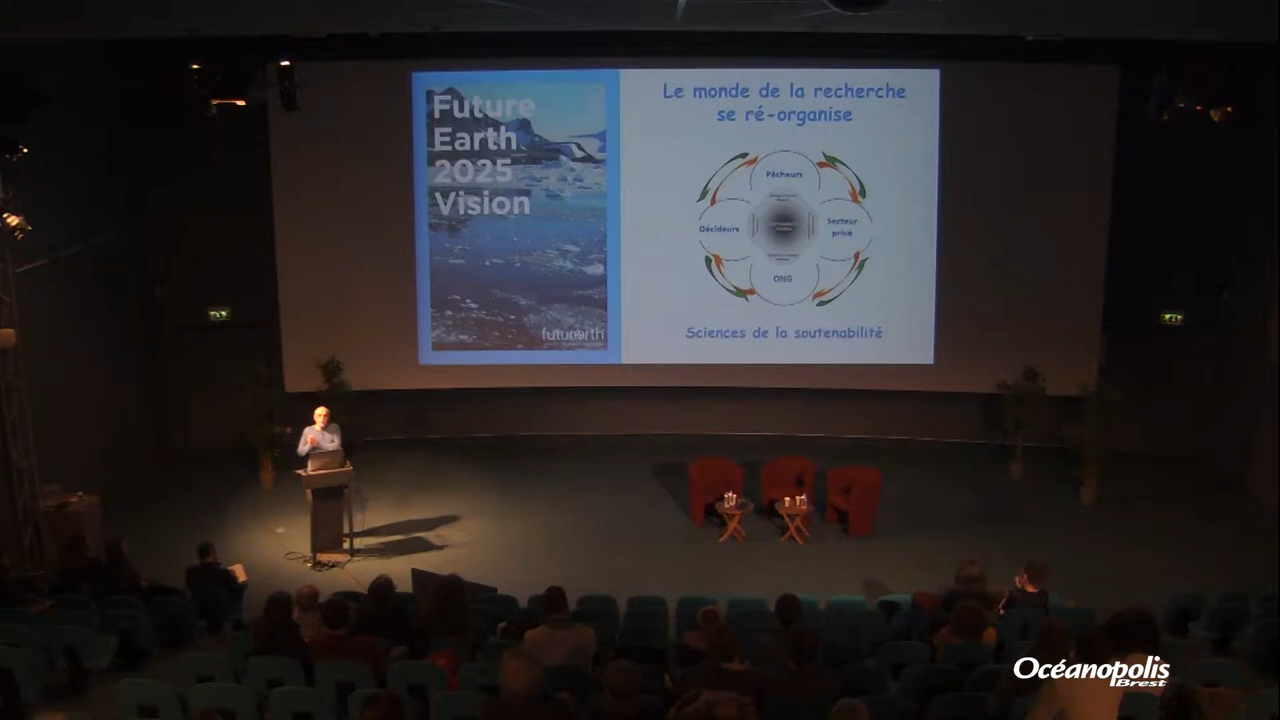 Future
Earth
2025
Vision
futurerth
Le monde de la recherche
se ré-organise
Pêcheurs
Décideurs
Secteur
privé
ONG
Sciences de la soutenabilité
Océanopolis
Brest